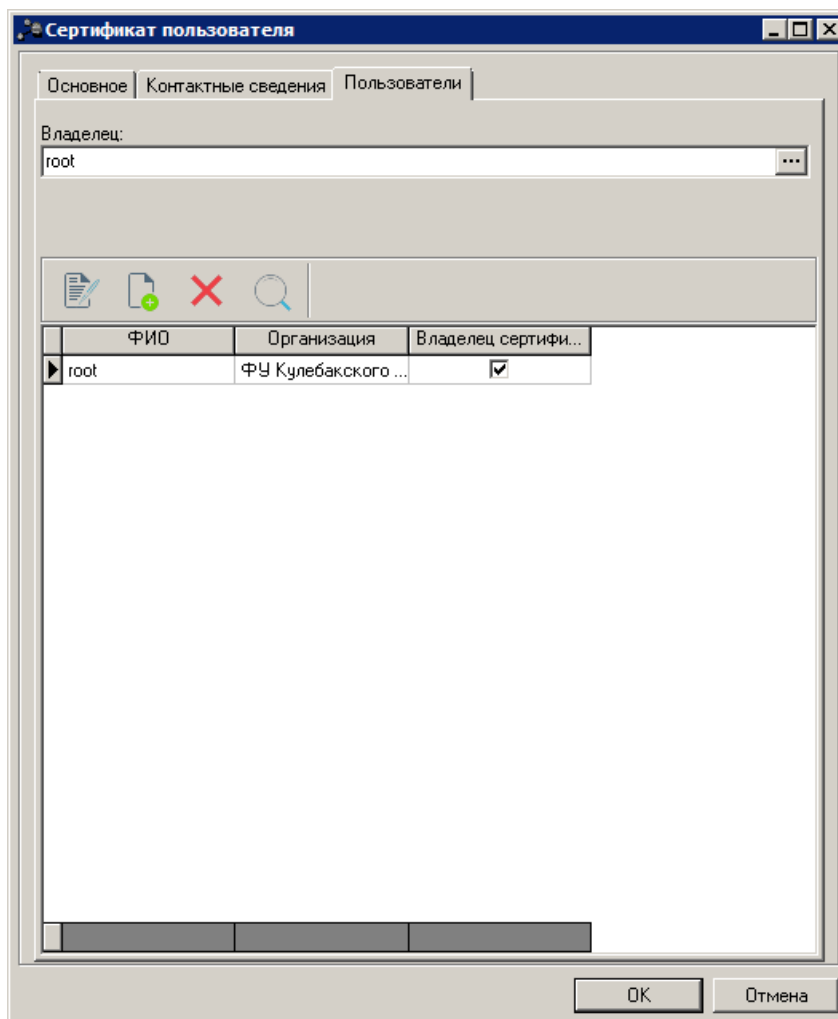 Сертификат пользователя
Основное Контактные сведения Пользователи
Владелец:
root ...
ФИО Организация Владелец сертифи...
root ФУ Кулебакского ...
OK Отмена